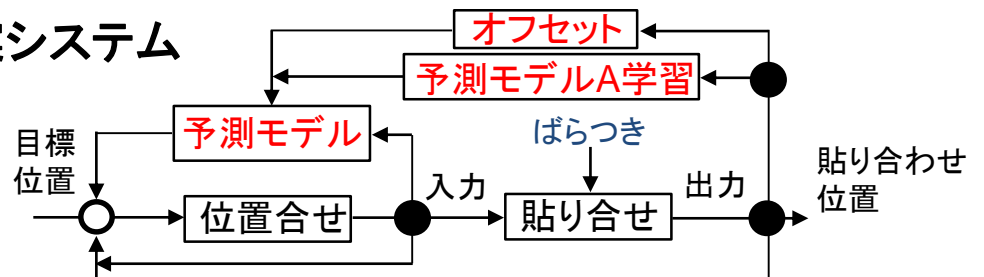 システム
オフセット
予測モデルA学習
予測モデル
ばらつき
目標
位置
入力
出力
貼り合わせ
位置
位置合せ
貼り合せ